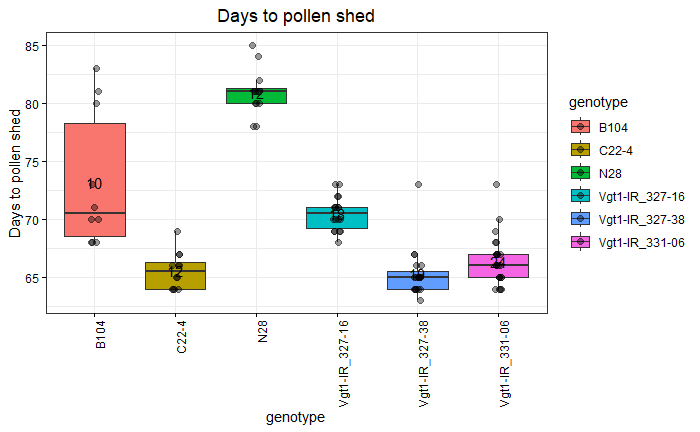 Days to pollen shed
Days to pollen shed
85
80
75
70
65
10
12
12
24
B104
C22-4
N28
Vgt1-IR_327-16
Vgt1-IR_327-38
Vgt1-IR_331-06
genotype
genotype
B104
C22-4
N28
Vgt1-IR_327-16
Vgt1-IR_327-38
Vgt1-IR_331-06